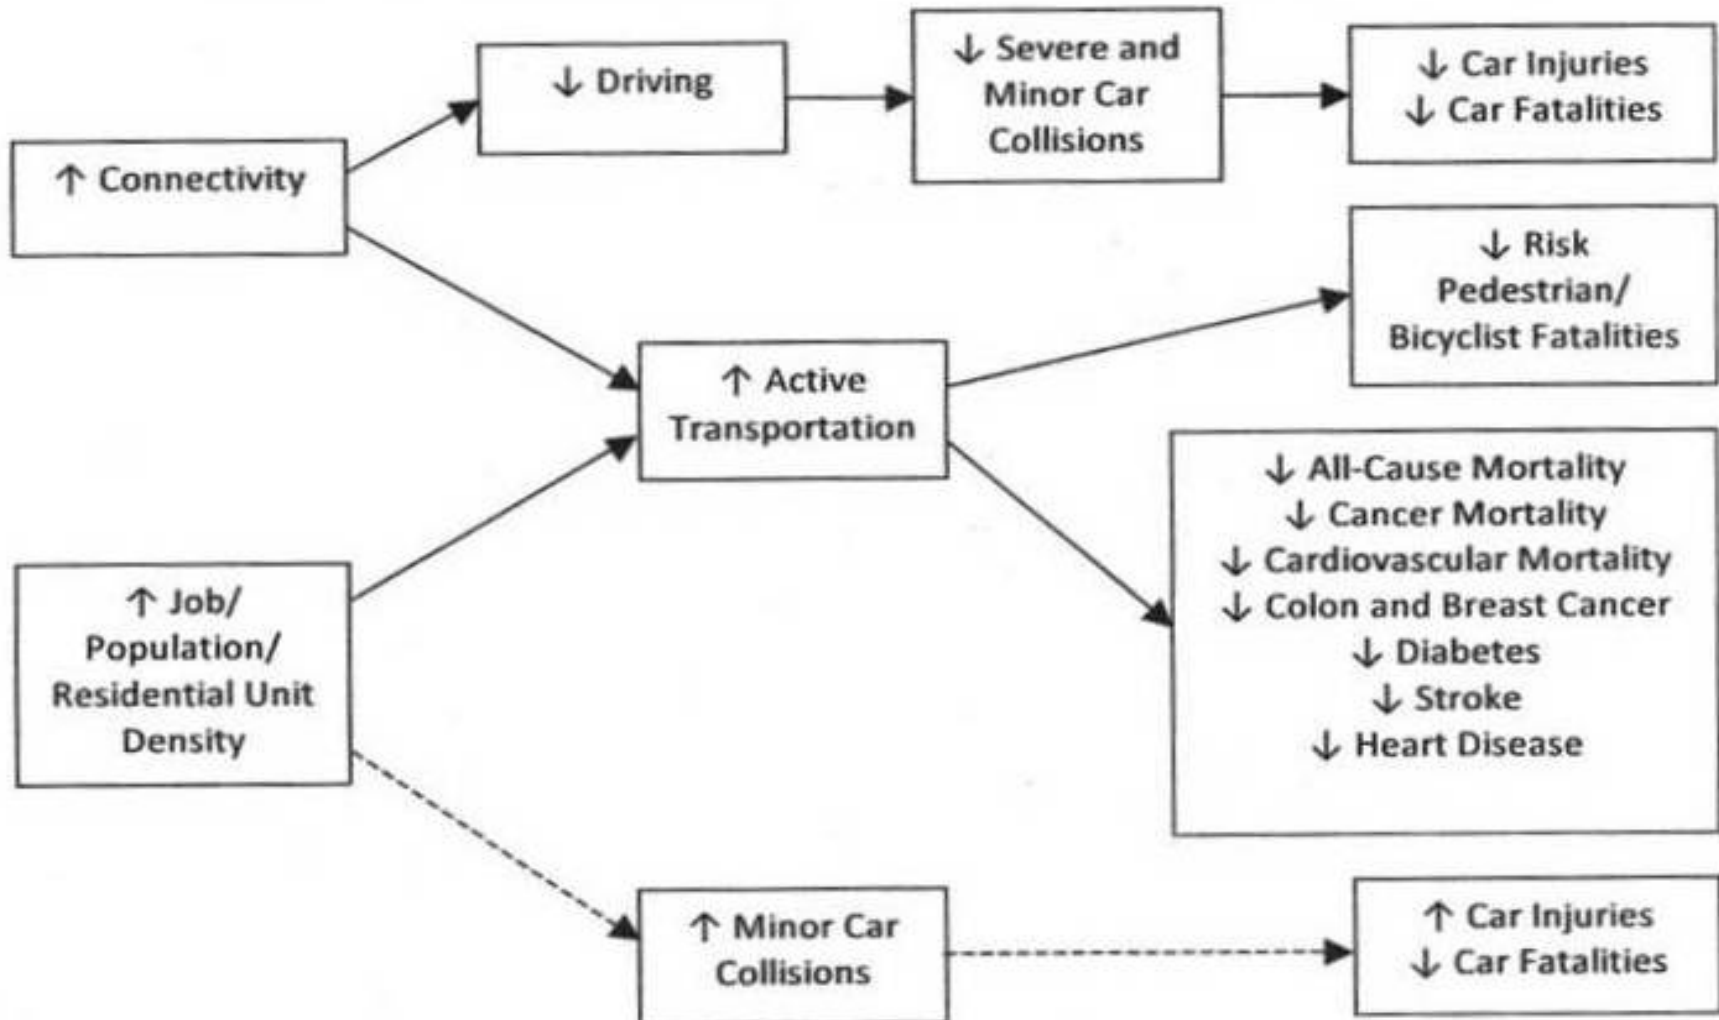 ↓ Driving
↓ Severe and
Minor Car
Collisions
↓ Car Injuries
↓ Car Fatalities
↑ Connectivity
↓ Risk
Pedestrian/
Bicyclist Fatalities
↑ Active
Transportation
↓ All-Cause Mortality
↓ Cancer Mortality
↓ Cardiovascular Mortality
↓ Colon and Breast Cancer
↓ Diabetes
↓ Stroke
↓ Heart Disease
↑ Job/
Population/
Residential Unit
Density
↑ Minor Car
Collisions
↑ Car Injuries
↓ Car Fatalities